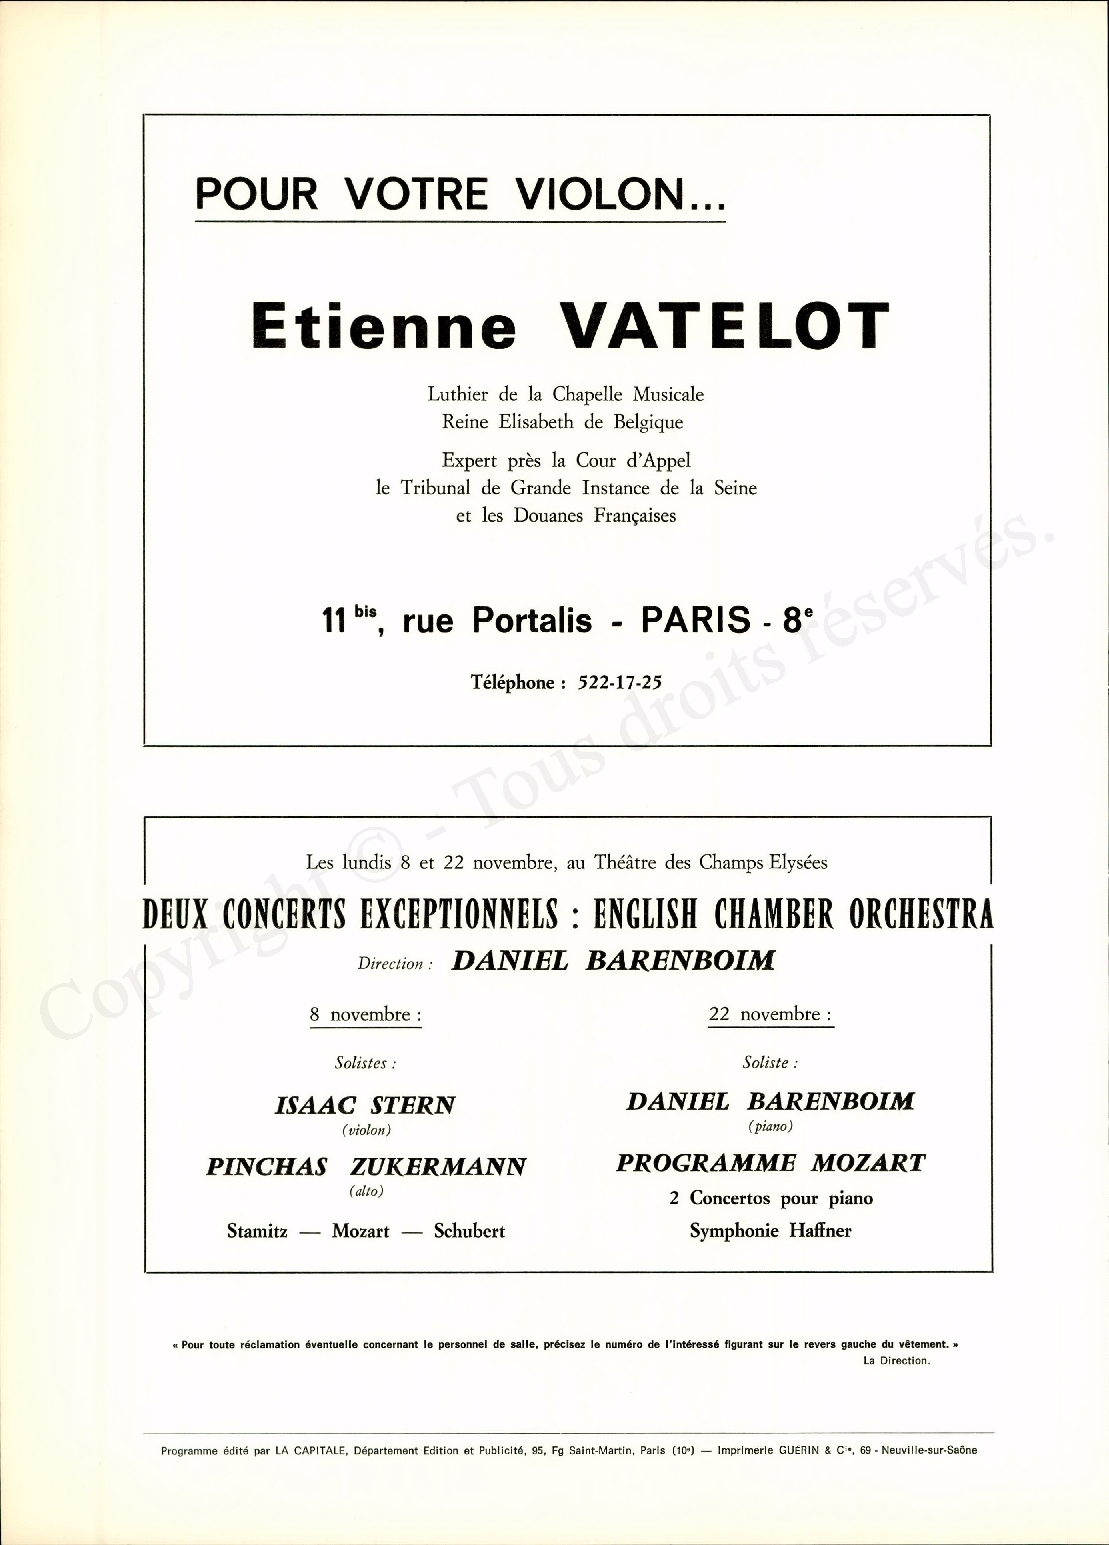 POUR VOTRE VIOLON...
Etienne VATELOT
Luthier de la Chapelle Musicale
Reine Elisabeth de Belgique
Expert près la Cour d'Appel
le Tribunal de Grande Instance de la Seine
et les Douanes Françaises
11 bis, rue Portalis - PARIS - 8e
Téléphone : 522-17-25
Les lundis 8 et 22 novembre, au Théâtre des Champs Elysées
DEUX CONCERTS EXCEPTIONNELS : ENGLISH CHAMBER ORCHESTRA
Direction : DANIEL BARENBOIM
8 novembre :
Solistes :
ISAAC STERN
(violon)
PINCHAS ZUKERMANN
(alto)
Stamitz — Mozart — Schubert
22 novembre :
Soliste :
DANIEL BARENBOIM
(piano)
PROGRAMME MOZART
2 Concertos pour piano
Symphonie Haffner
« Pour toute réclamation éventuelle concernant le personnel de salle, précisez le numéro de l'intéressé figurant sur le revers gauche du vêtement. »
La Direction.
Programme édité par LA CAPITALE, Département Edition et Publicité, 95, Fg Saint-Martin, Paris (10e) — Imprimerie GUERIN & Cie, 69 - Neuville-sur-Saône
Copyright © - Tous droits réservés.